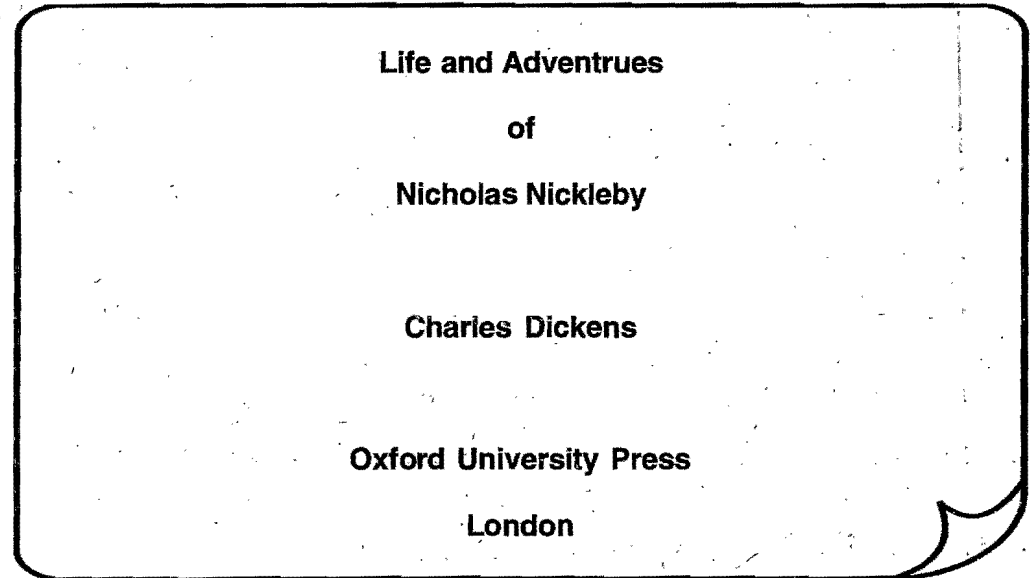 Life and Adventrues
of
Nicholas Nickleby
Charles Dickens
Oxford University Press
London